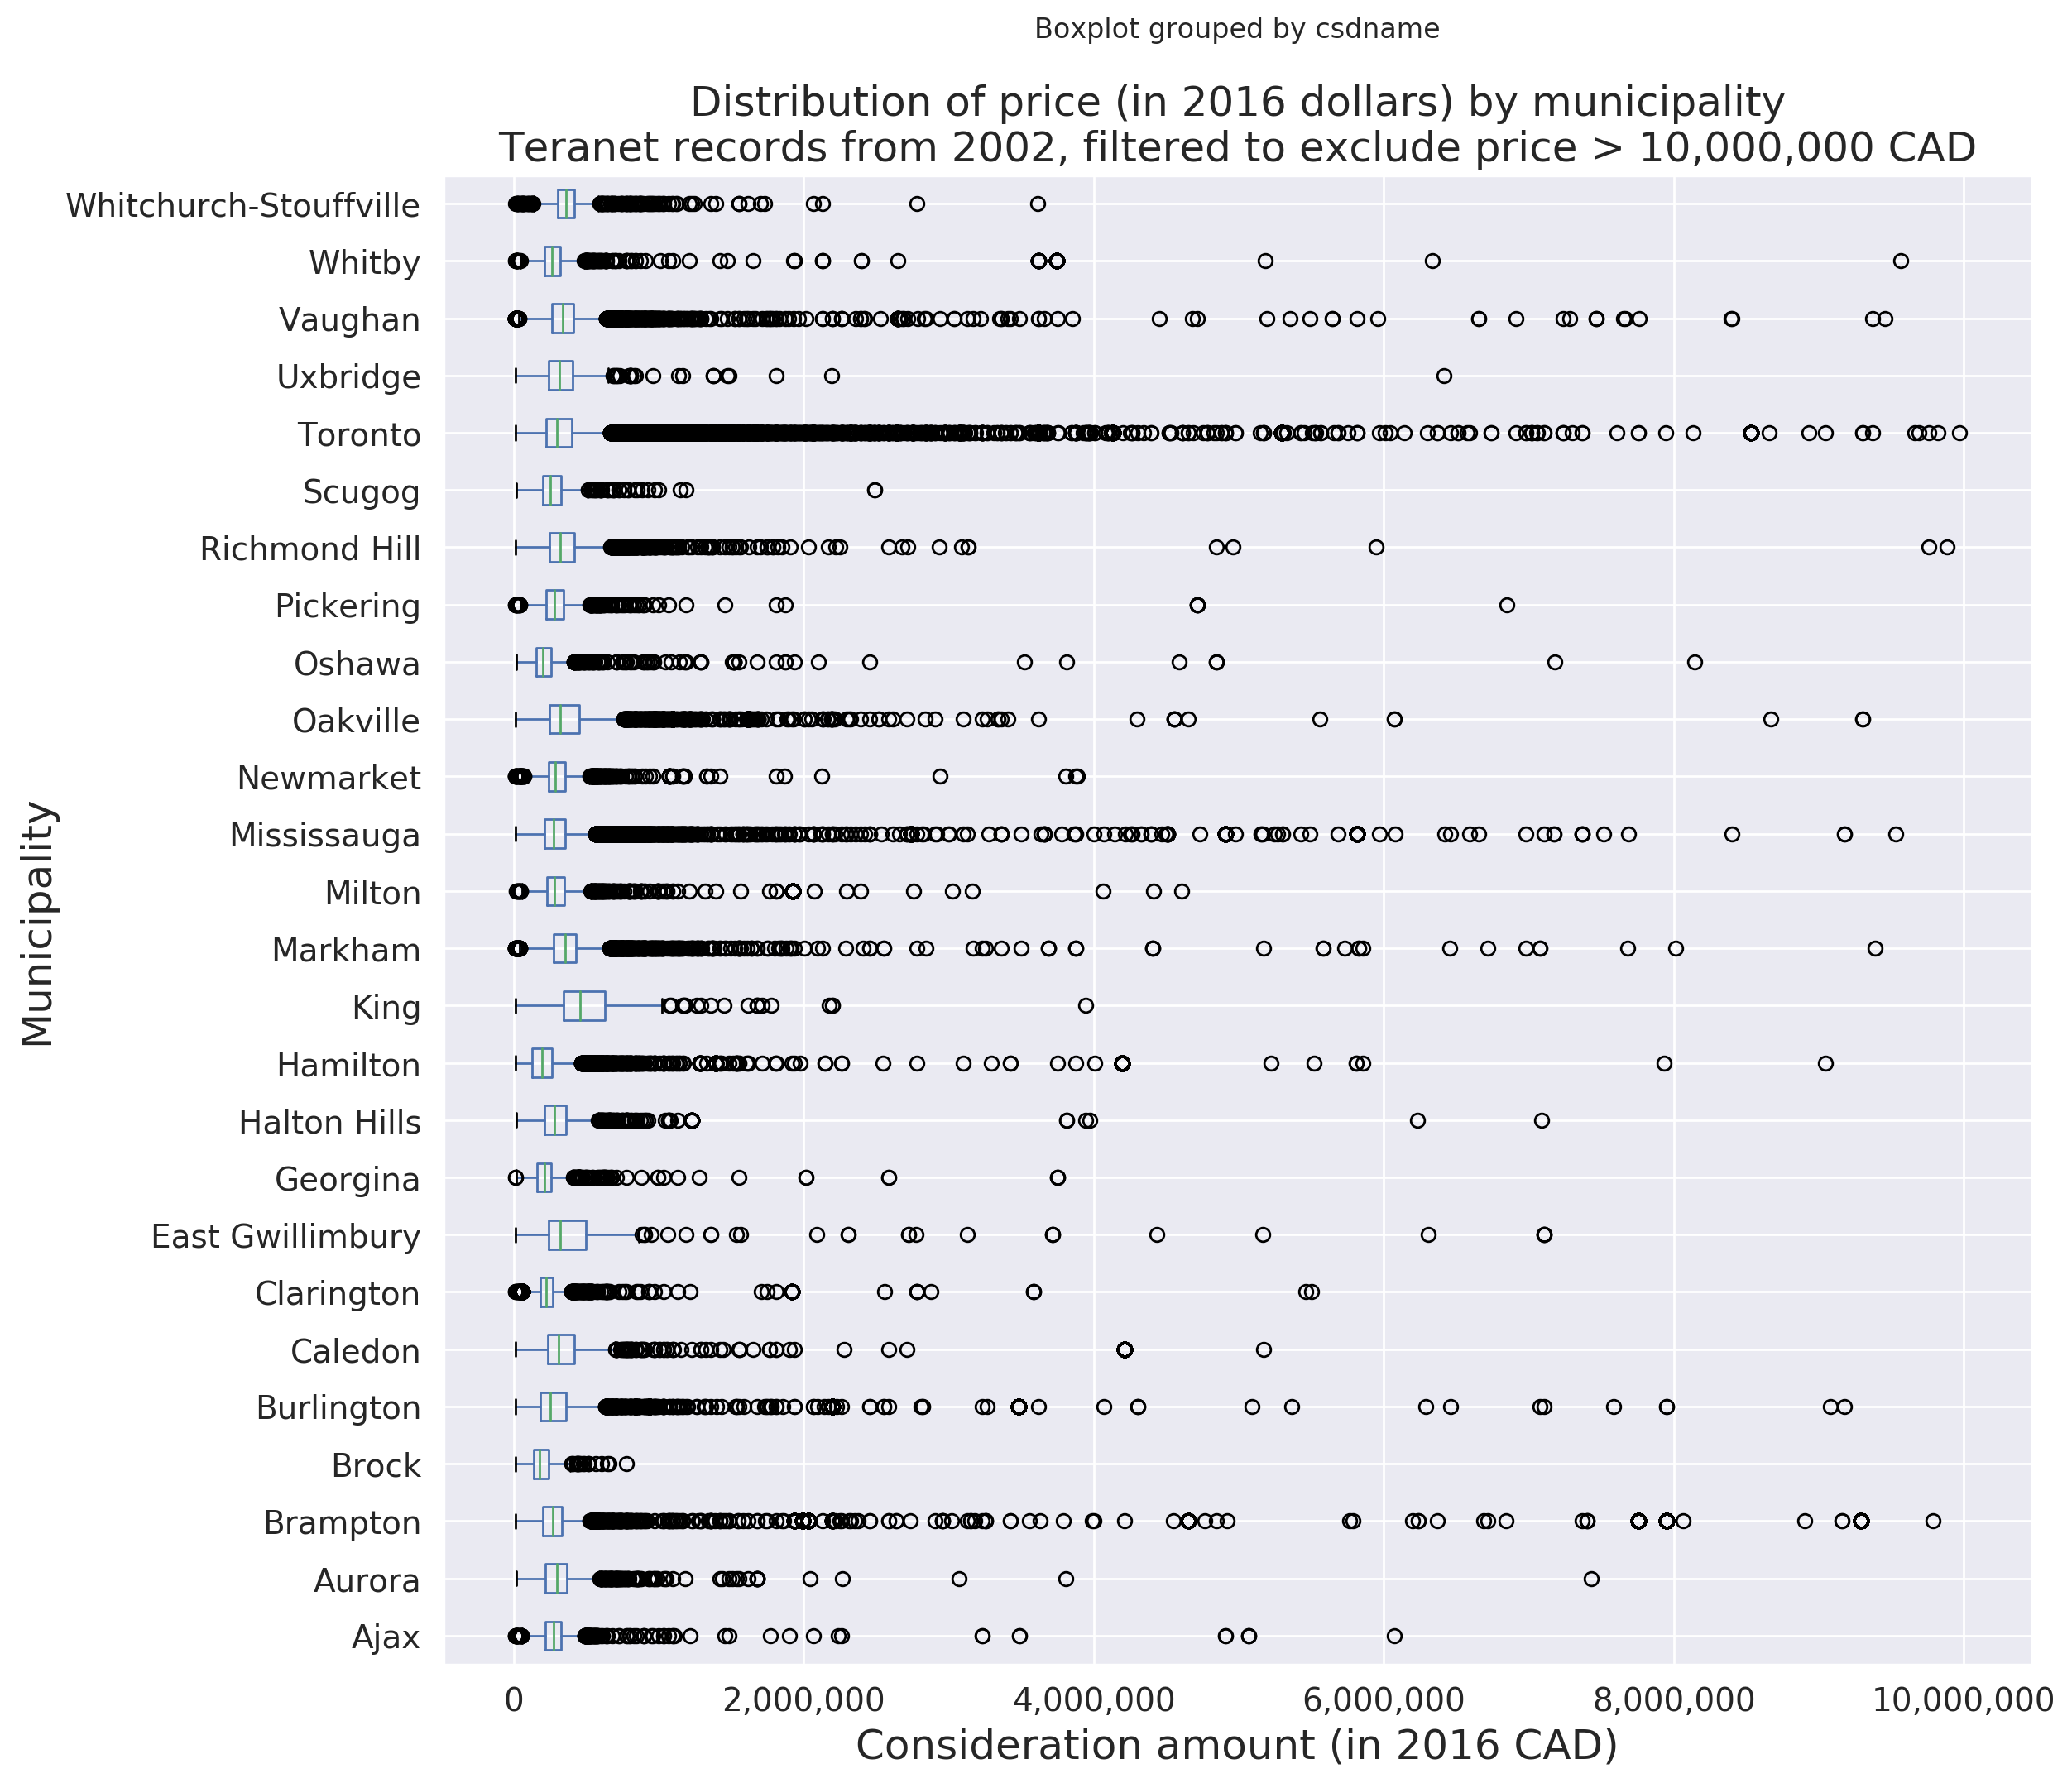 Boxplot grouped by csdname
Distribution of price (in 2016 dollars) by municipality
Teranet records from 2002, filtered to exclude price > 10,000,000 CAD
Whitchurch-Stouffville
Whitby
Vaughan
Uxbridge
Toronto
Scugog
Richmond Hill
Pickering
Oshawa
Oakville
Newmarket
Mississauga
Milton
Markham
King
Hamilton
Halton Hills
Georgina
East Gwillimbury
Clarington
Caledon
Burlington
Brock
Brampton
Aurora
Ajax
Municipality
0 2,000,000 4,000,000 6,000,000 8,000,000 10,000,000
Consideration amount (in 2016 CAD)